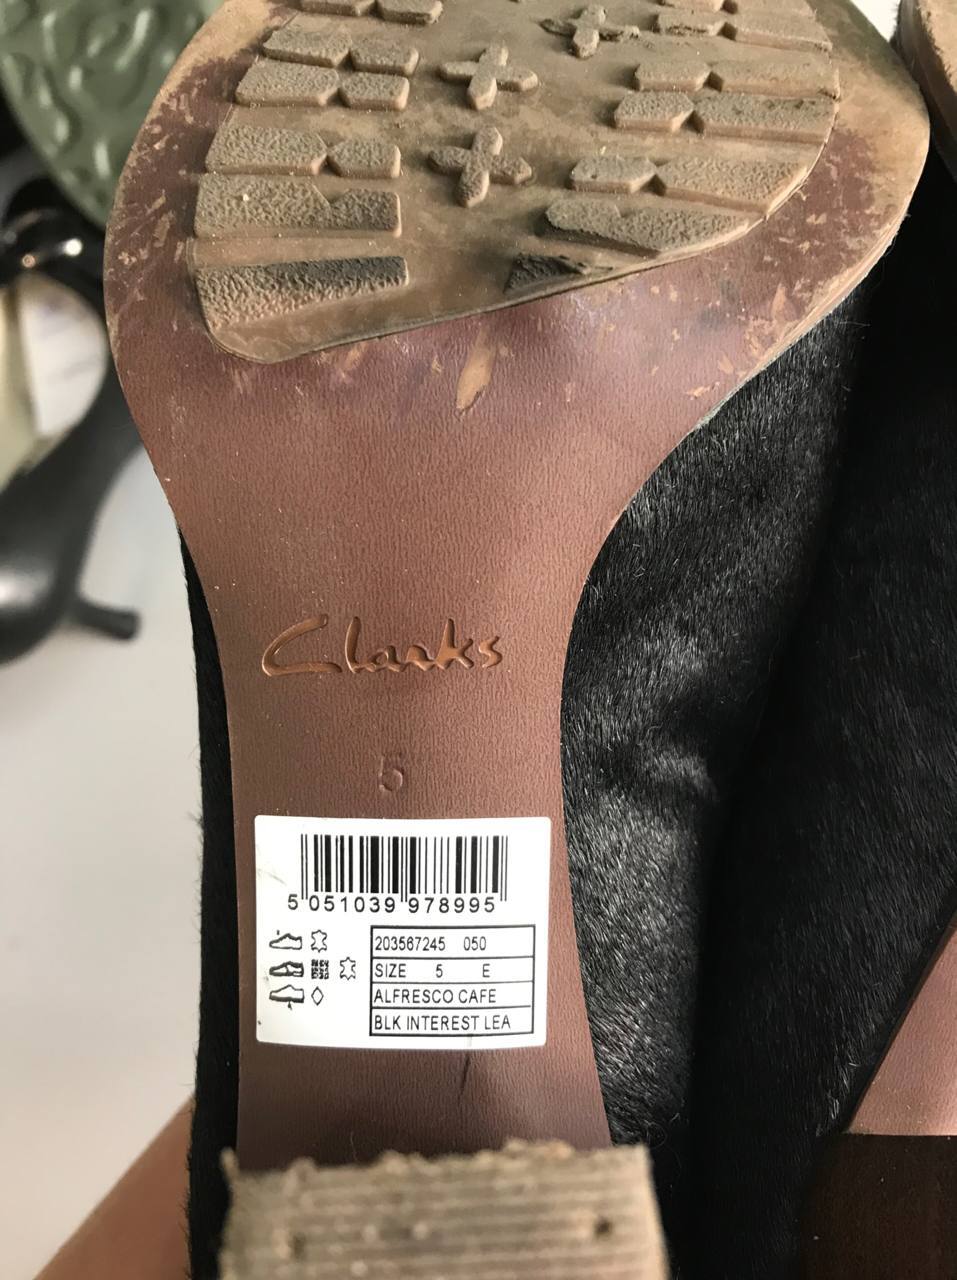 Clarks
5
5 051039 978995
203567245 050
SIZE 5 E
ALFRESCO CAFE
BLK INTEREST LEA